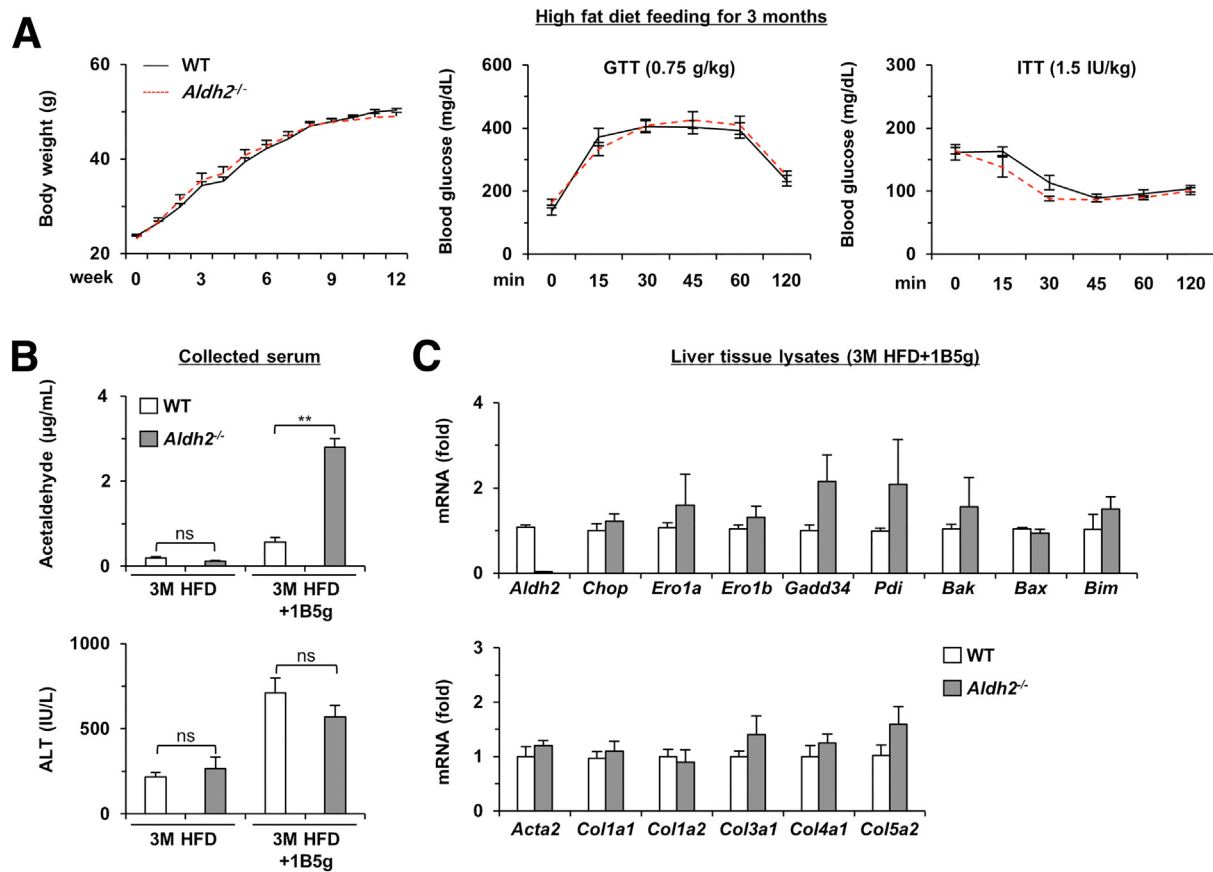 A
High fat diet feeding for 3 months
WT
Aldh2-/-
Body weight (g)
60
40
20
week
0 3 6 9 12
GTT (0.75 g/kg)
Blood glucose (mg/dL)
600
400
200
0
min
0 15 30 45 60 120
ITT (1.5 IU/kg)
Blood glucose (mg/dL)
200
150
100
50
0
min
0 15 30 45 60 120
B
Collected serum
WT
Aldh2-/-
Acetaldehyde (µg/mL)
4
3
2
1
0
ns
**
3M HFD
3M HFD
+1B5g
ALT (IU/L)
1000
500
0
ns
ns
3M HFD
3M HFD
+1B5g
C
Liver tissue lysates (3M HFD+1B5g)
mRNA (fold)
4
2
0
Aldh2 Chop Ero1a Ero1b Gadd34 Pdi Bak Bax Bim
mRNA (fold)
3
2
1
0
Acta2 Col1a1 Col1a2 Col3a1 Col4a1 Col5a2
WT
Aldh2-/-